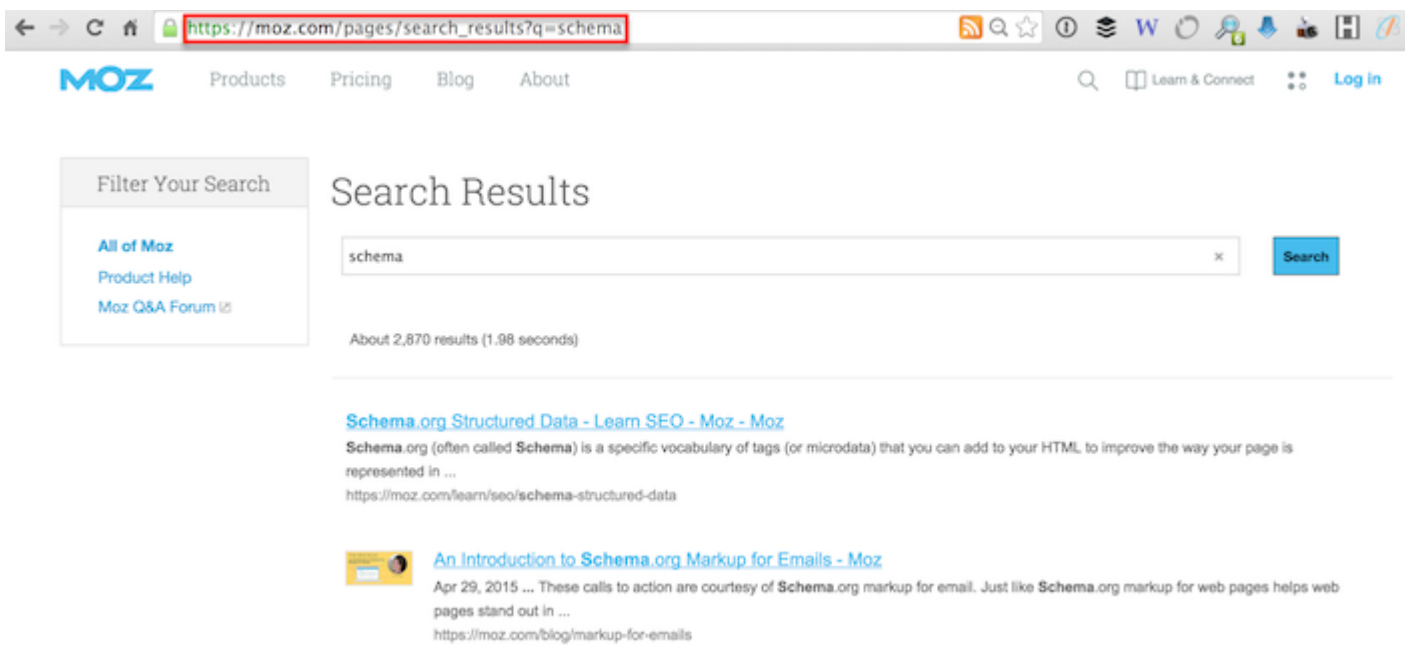 https://moz.com/pages/search_results?q=schema
MOZ Products Pricing Blog About Learn & Connect Log in
Filter Your Search
All of Moz
Product Help
Moz Q&A Forum
Search Results
schema × Search
About 2,870 results (1.98 seconds)
Schema.org Structured Data - Learn SEO - Moz - Moz
Schema.org (often called Schema) is a specific vocabulary of tags (or microdata) that you can add to your HTML to improve the way your page is
represented in ...
https://moz.com/learn/seo/schema-structured-data
An Introduction to Schema.org Markup for Emails - Moz
Apr 29, 2015 ... These calls to action are courtesy of Schema.org markup for email. Just like Schema.org markup for web pages helps web
pages stand out in ...
https://moz.com/blog/markup-for-emails